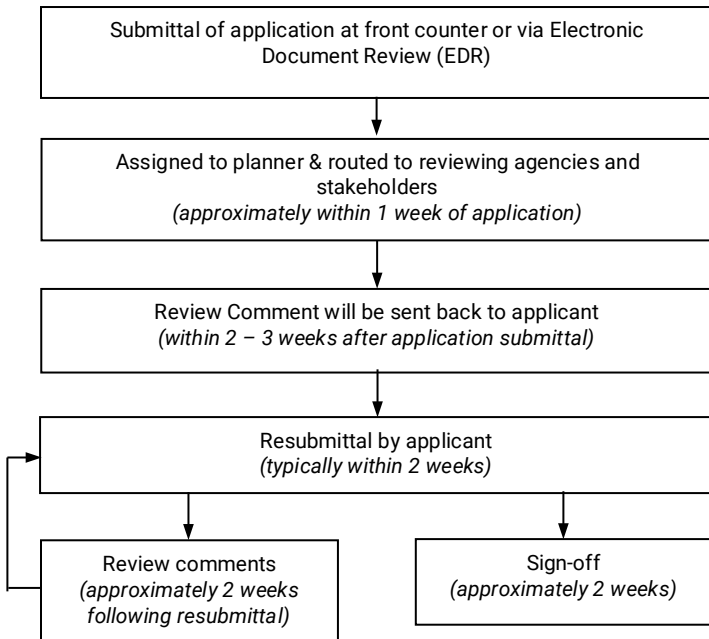 Submittal of application at front counter or via Electronic
Document Review (EDR)
Assigned to planner & routed to reviewing agencies and
stakeholders
(approximately within 1 week of application)
Review Comment will be sent back to applicant
(within 2 – 3 weeks after application submittal)
Resubmittal by applicant
(typically within 2 weeks)
Review comments
(approximately 2 weeks
following resubmittal)
Sign-off
(approximately 2 weeks)